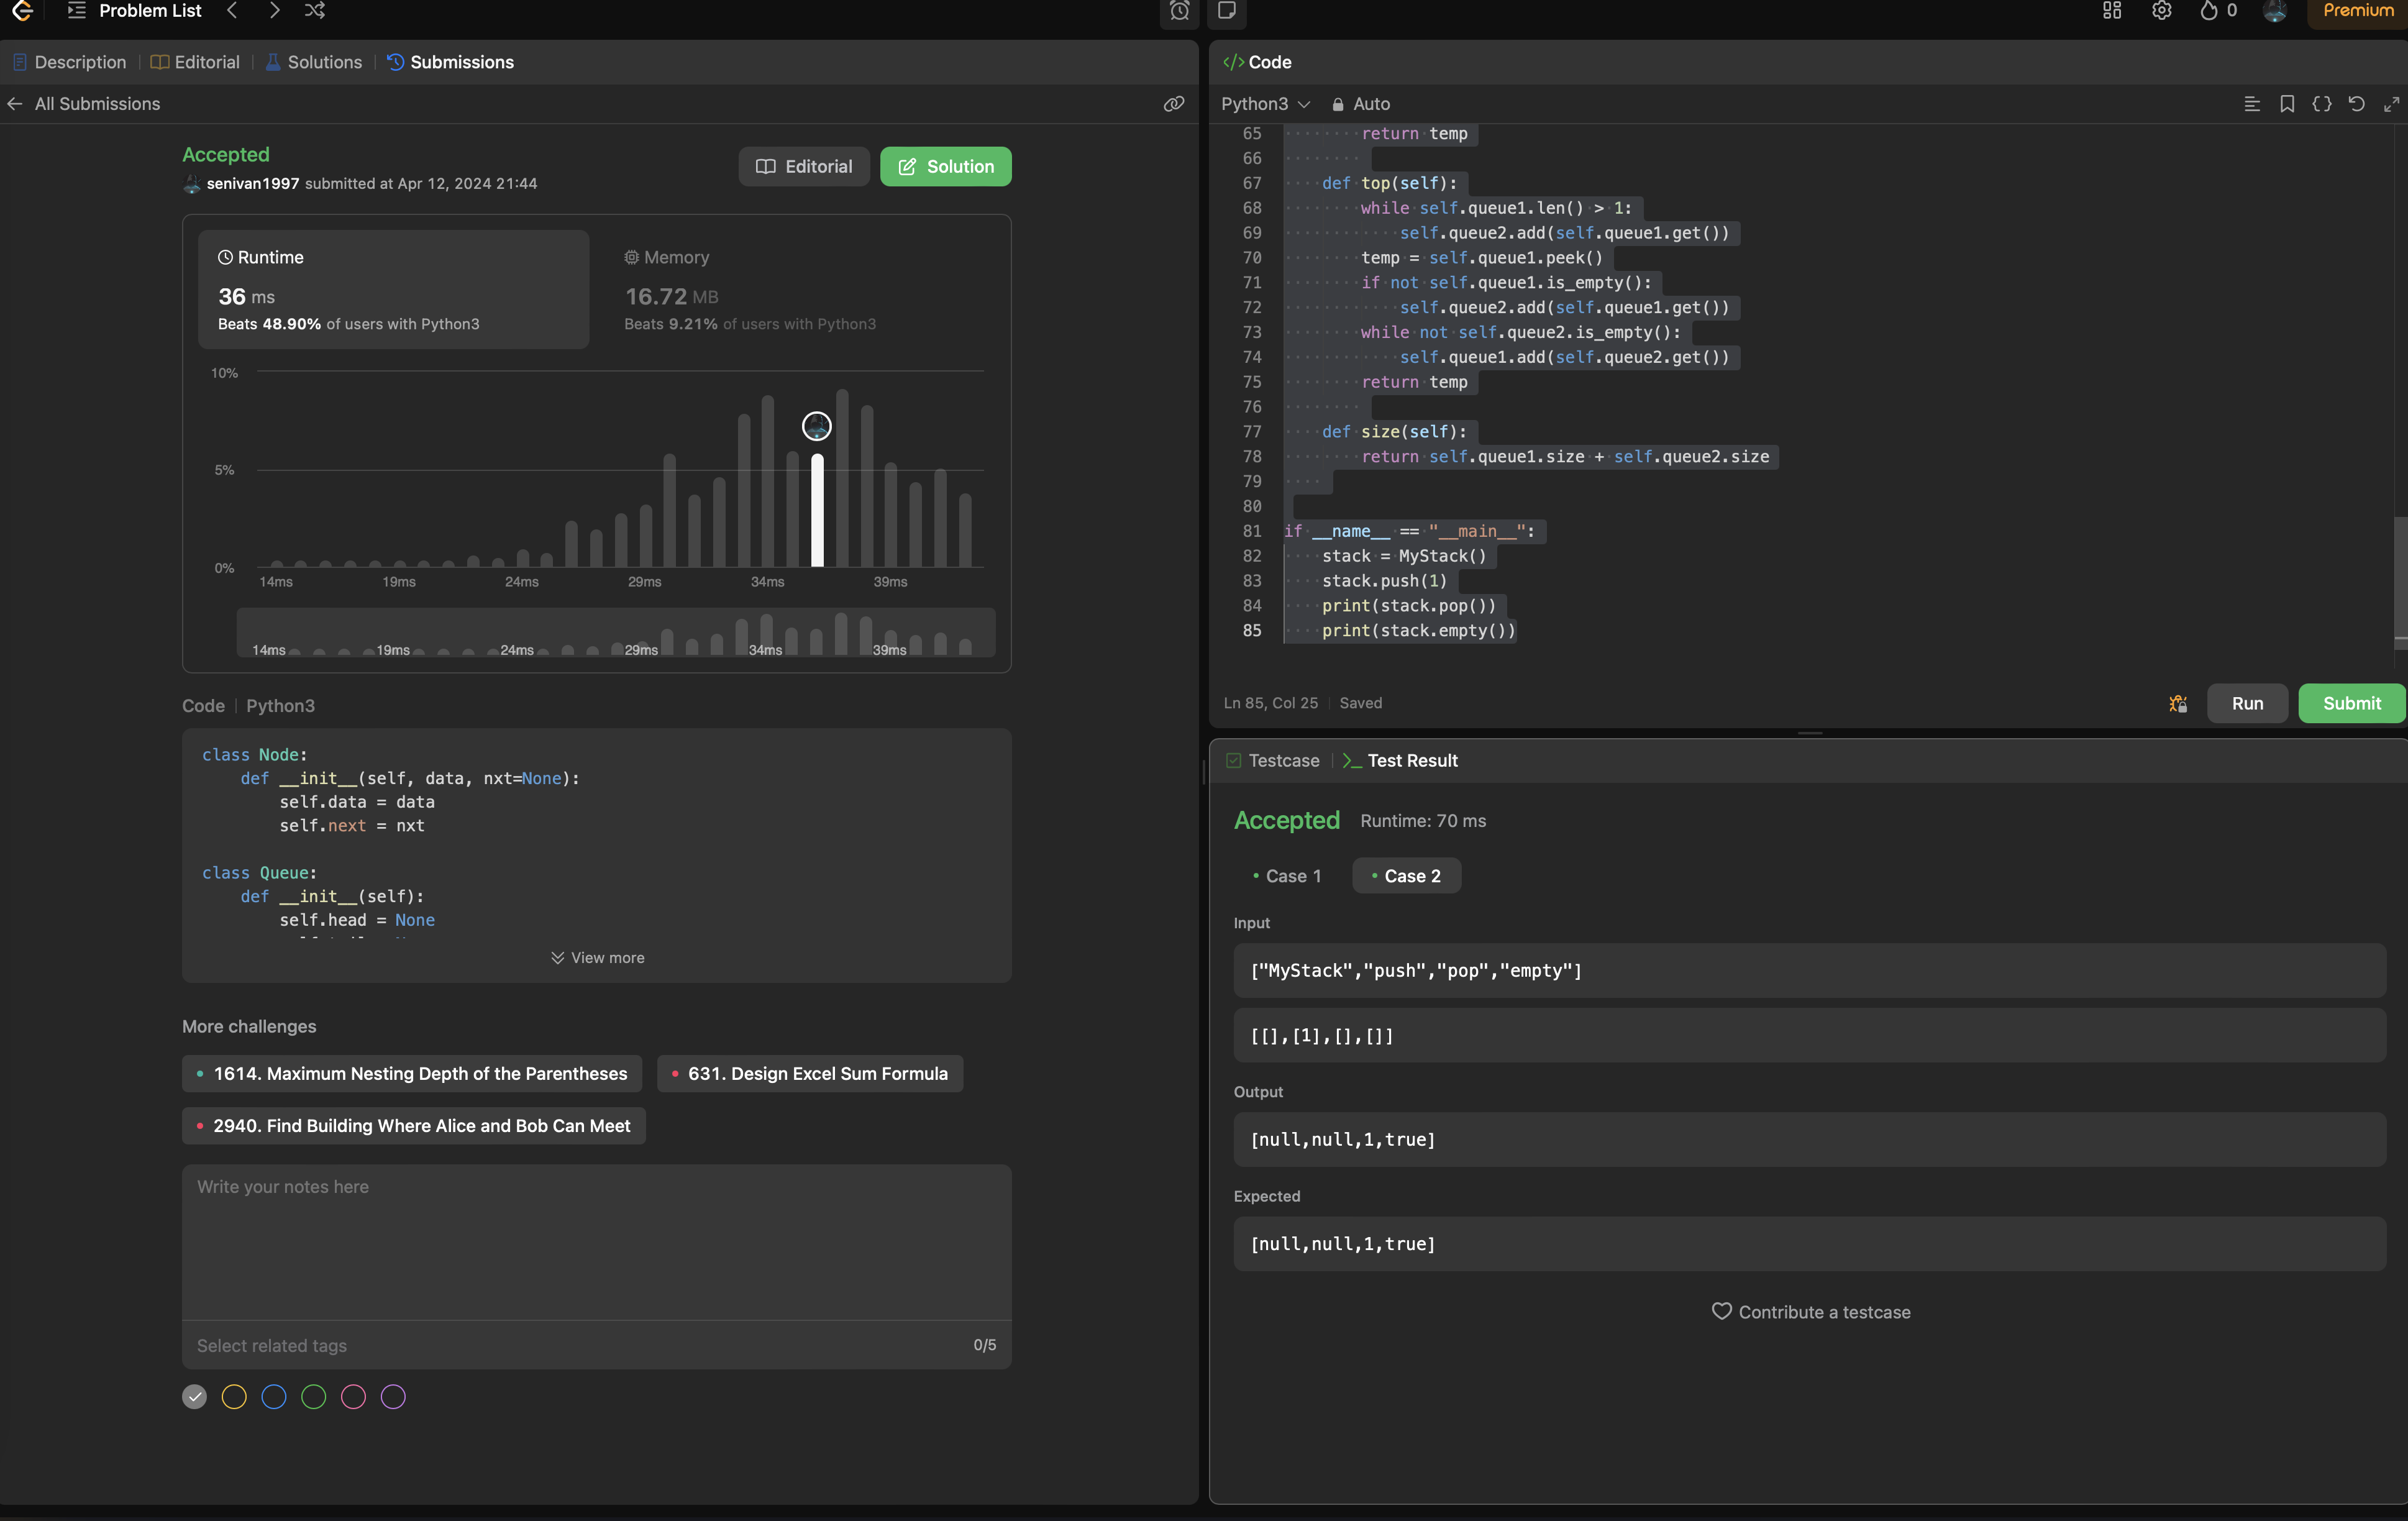 Problem List
0
Premium
Description
Editorial
Solutions
Submissions
All Submissions
Accepted
senivan1997 submitted at Apr 12, 2024 21:44
Editorial
Solution
Runtime
36 ms
Beats 48.90% of users with Python3
Memory
16.72 MB
Beats 9.21% of users with Python3
10%
5%
0%
14ms 19ms 24ms 29ms 34ms 39ms
14ms 19ms 24ms 29ms 34ms 39ms
Code | Python3
class Node:
    def __init__(self, data, nxt=None):
        self.data = data
        self.next = nxt
class Queue:
    def __init__(self):
        self.head = None
View more
More challenges
1614. Maximum Nesting Depth of the Parentheses
631. Design Excel Sum Formula
2940. Find Building Where Alice and Bob Can Meet
Write your notes here
Select related tags
0/5
</> Code
Python3
Auto
65         return temp
66
67     def top(self):
68         while self.queue1.len() > 1:
69             self.queue2.add(self.queue1.get())
70         temp = self.queue1.peek()
71         if not self.queue1.is_empty():
72             self.queue2.add(self.queue1.get())
73         while not self.queue2.is_empty():
74             self.queue1.add(self.queue2.get())
75         return temp
76
77     def size(self):
78         return self.queue1.size + self.queue2.size
79
80
81 if __name__ == "__main__":
82     stack = MyStack()
83     stack.push(1)
84     print(stack.pop())
85     print(stack.empty())
Ln 85, Col 25 | Saved
Run
Submit
Testcase
>_ Test Result
Accepted
Runtime: 70 ms
Case 1
Case 2
Input
["MyStack","push","pop","empty"]
[[],[1],[],[]]
Output
[null,null,1,true]
Expected
[null,null,1,true]
Contribute a testcase